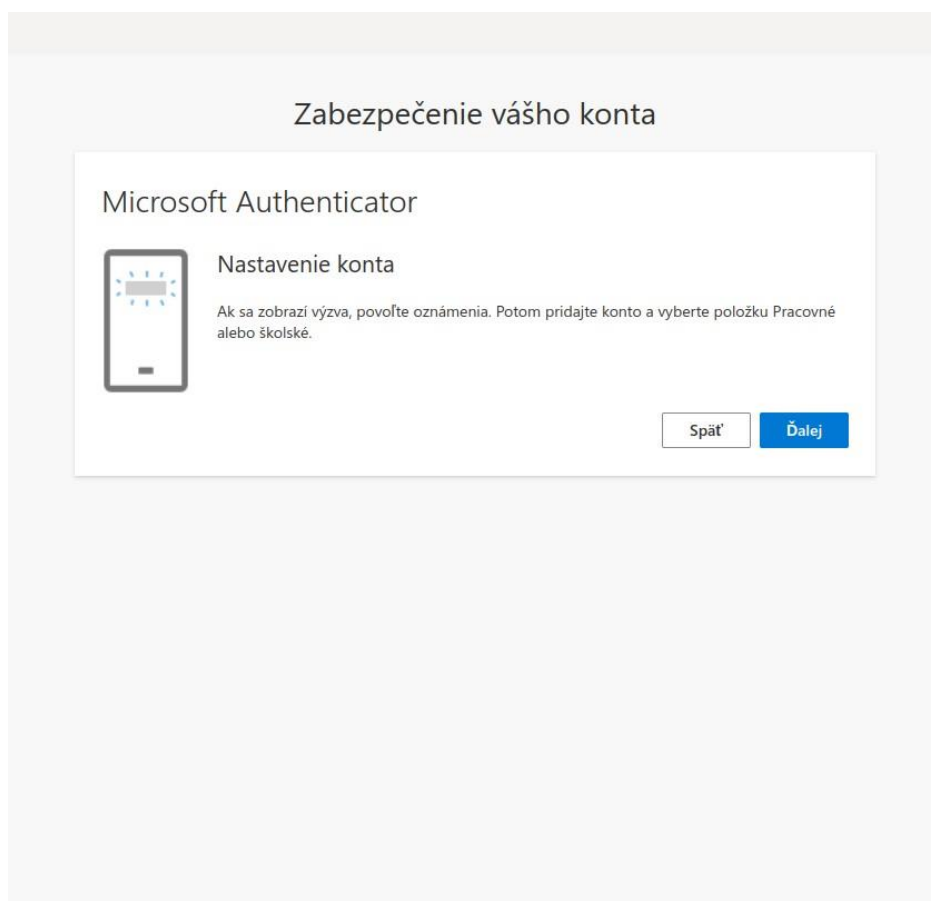 Zabezpečenie vášho konta
Microsoft Authenticator
Nastavenie konta
Ak sa zobrazí výzva, povoľte oznámenia. Potom pridajte konto a vyberte položku Pracovné
alebo školské.
Späť
Ďalej